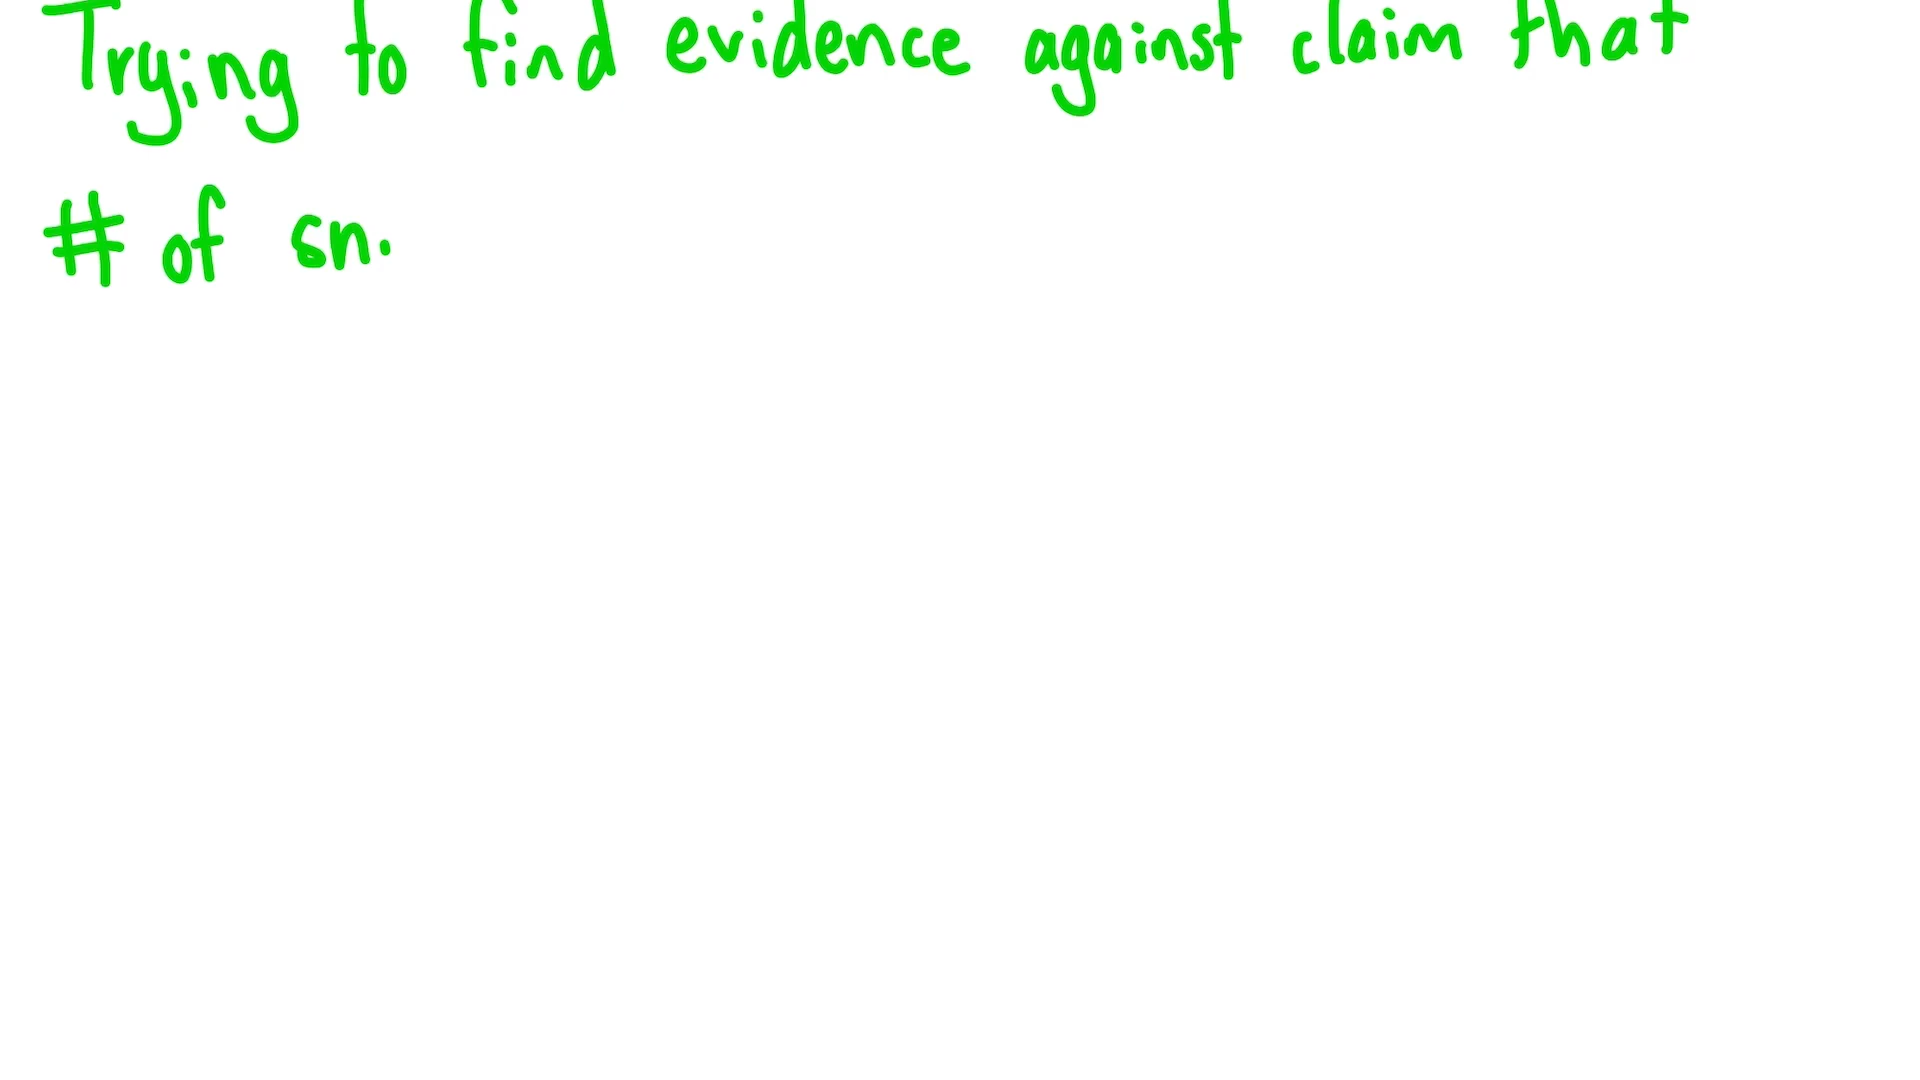 Trying to find evidence against claim that
# of sn.